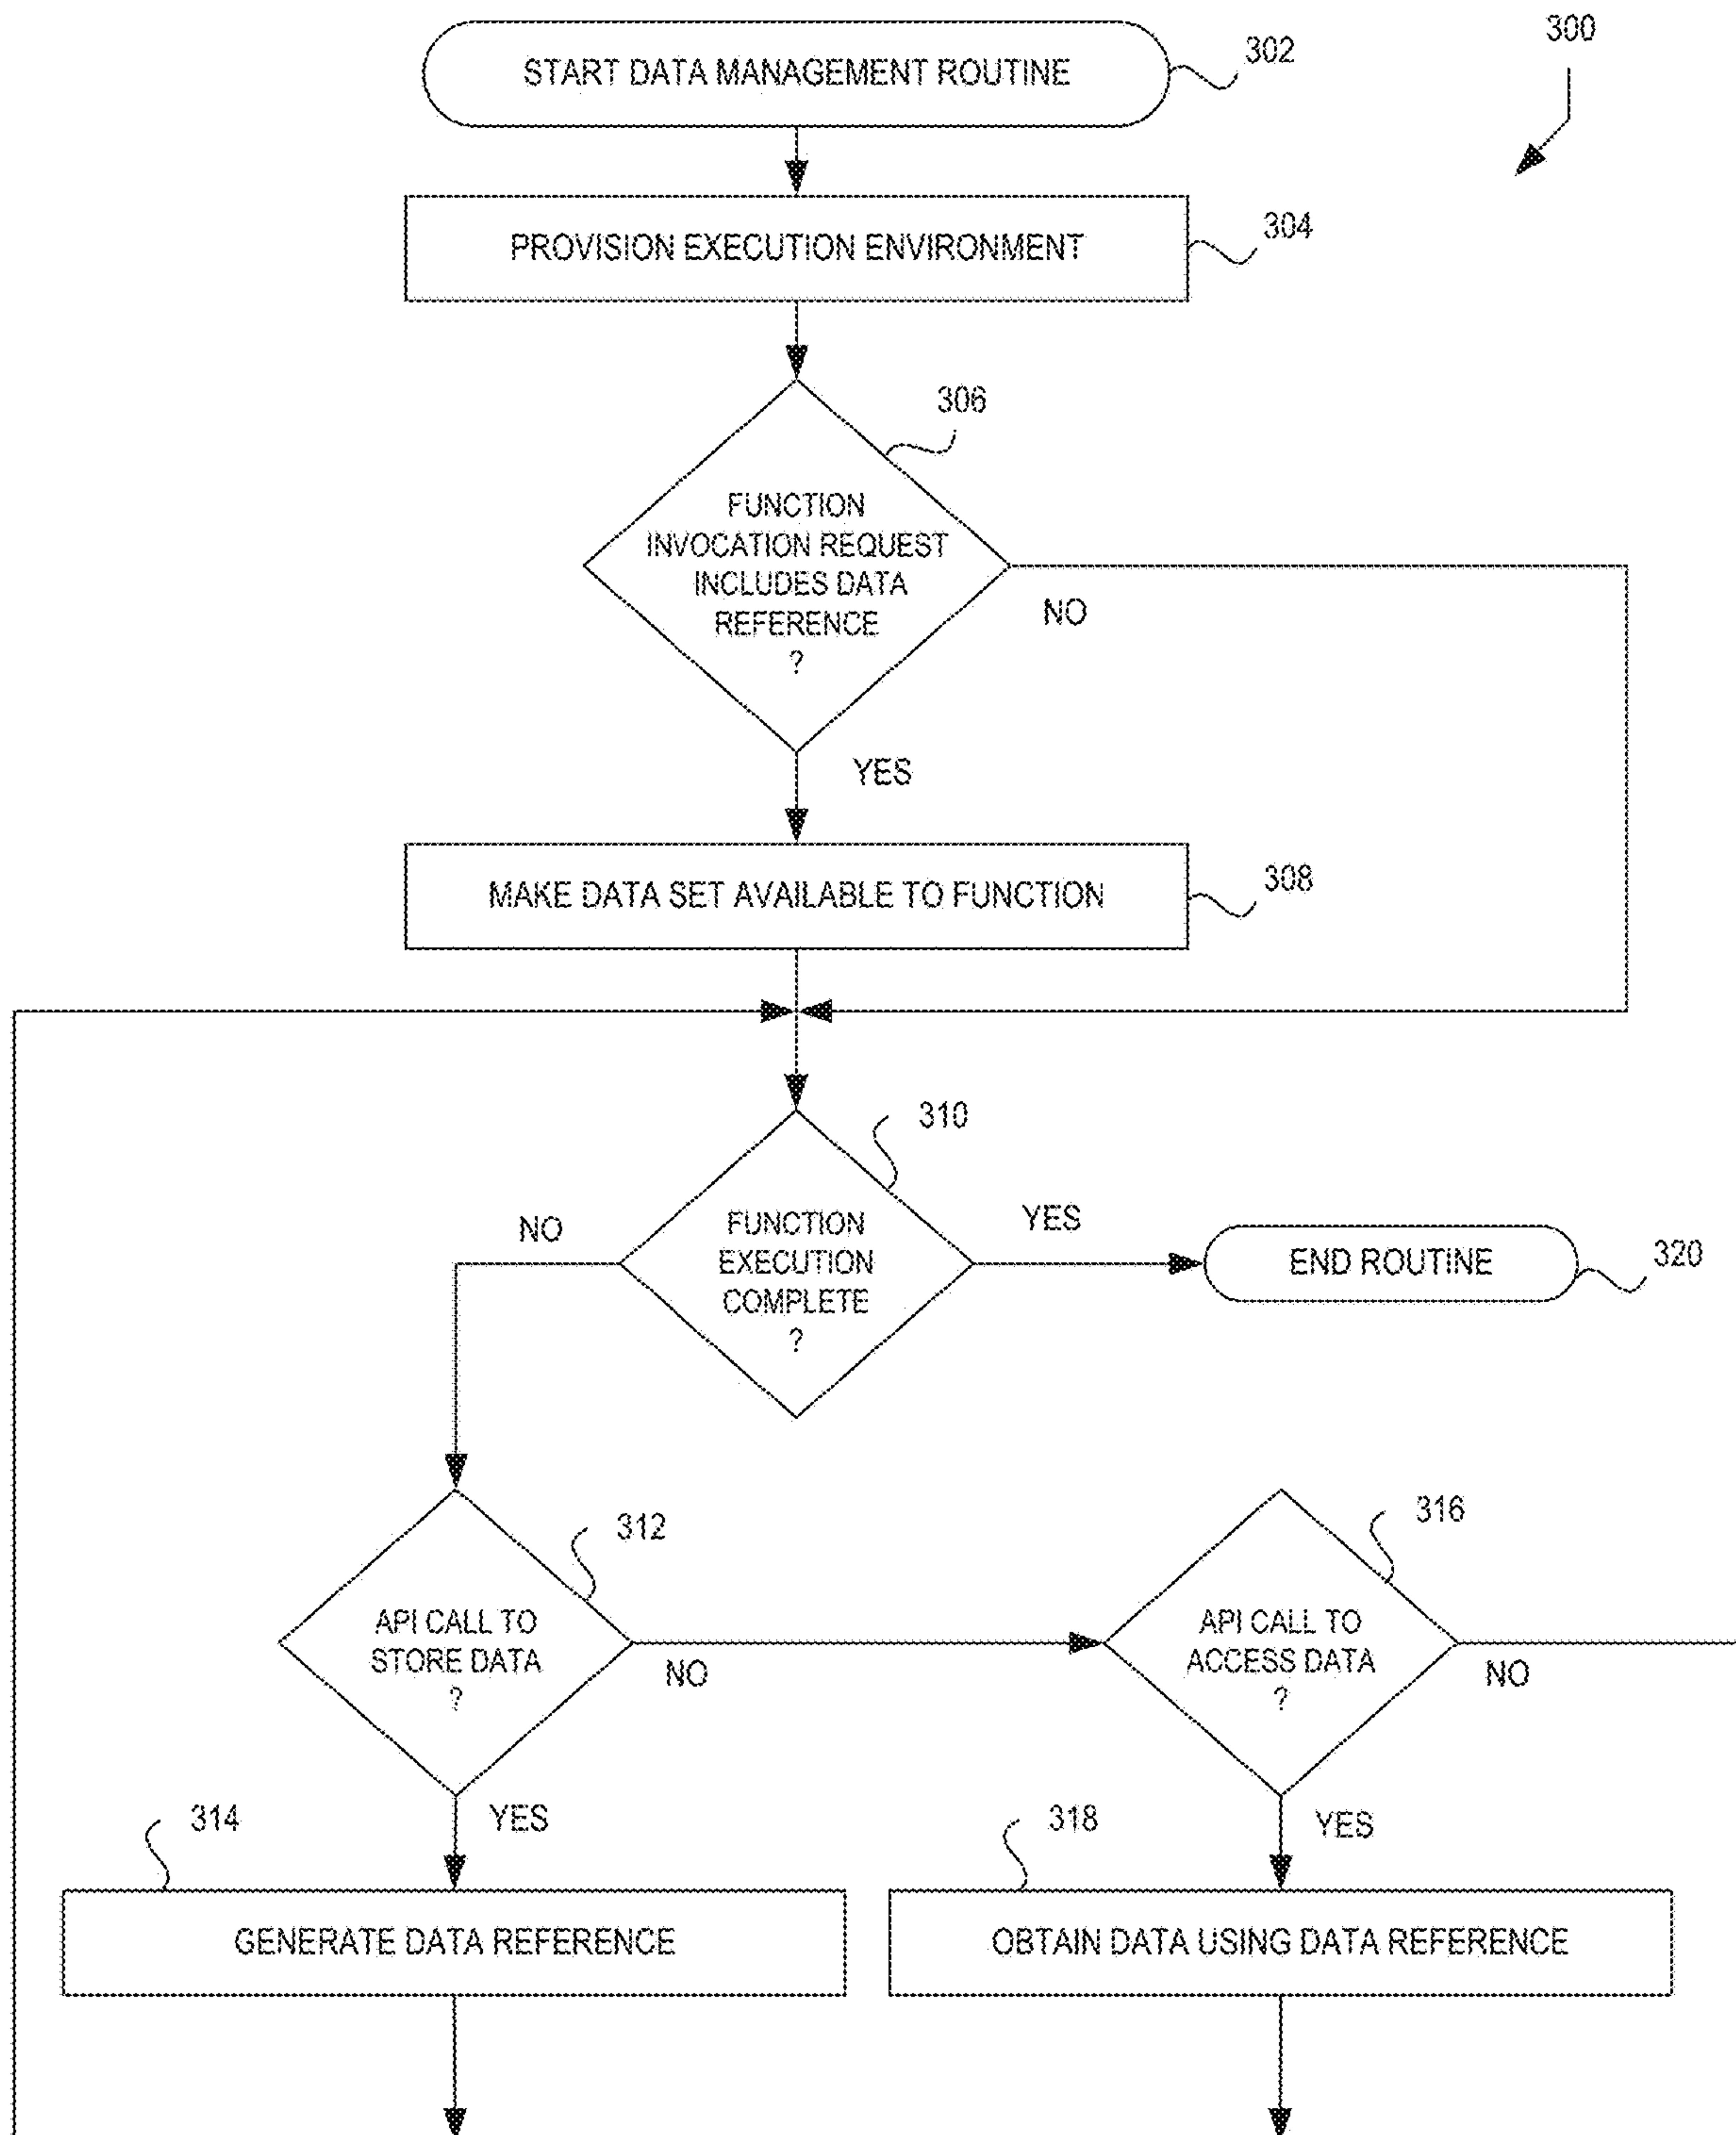 300
START DATA MANAGEMENT ROUTINE
302
PROVISION EXECUTION ENVIRONMENT
304
306
FUNCTION
INVOCATION REQUEST
INCLUDES DATA
REFERENCE
?
NO
YES
MAKE DATA SET AVAILABLE TO FUNCTION
308
310
FUNCTION
EXECUTION
COMPLETE
?
NO
YES
END ROUTINE
320
312
API CALL TO
STORE DATA
?
NO
YES
316
API CALL TO
ACCESS DATA
?
NO
YES
314
GENERATE DATA REFERENCE
318
OBTAIN DATA USING DATA REFERENCE